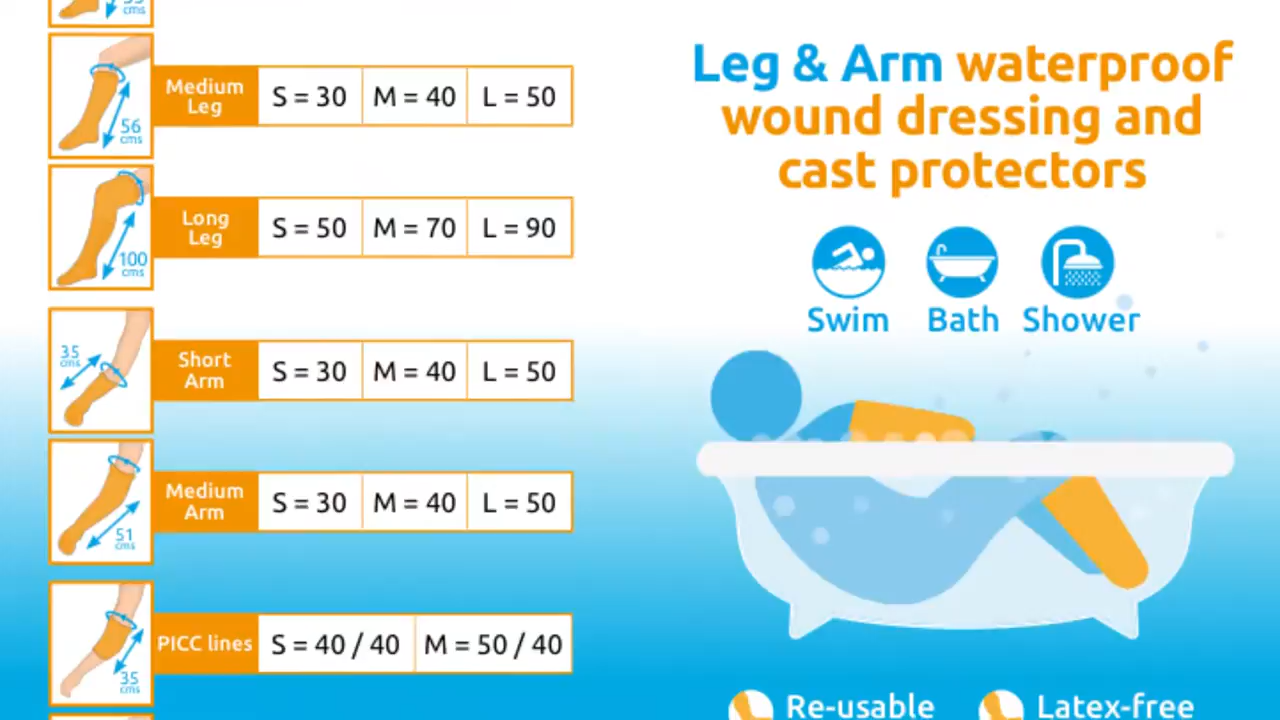 cms
Medium
Leg
S = 30
M = 40
L = 50
56
cms
Long
Leg
S = 50
M = 70
L = 90
100
cms
35
cms
Short
Arm
S = 30
M = 40
L = 50
Medium
Arm
S = 30
M = 40
L = 50
51
cms
PICC lines
S = 40 / 40
M = 50 / 40
35
cms
Leg & Arm waterproof
wound dressing and
cast protectors
Swim
Bath
Shower
Re-usable
Latex-free